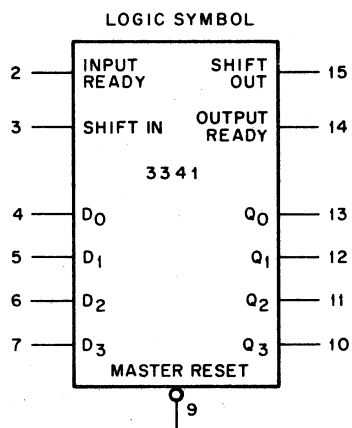 LOGIC SYMBOL
2 INPUT READY SHIFT OUT 15
3 SHIFT IN OUTPUT READY 14
3341
4 D0 Q0 13
5 D1 Q1 12
6 D2 Q2 11
7 D3 Q3 10
MASTER RESET
9